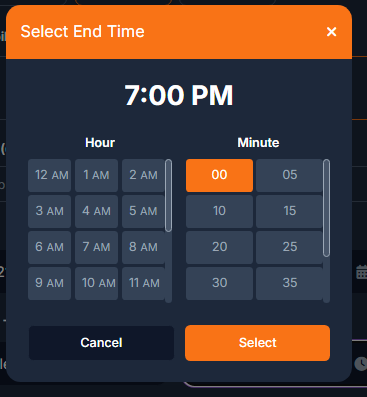 Select End Time ×
7:00 PM
Hour Minute
12 AM 1 AM 2 AM 00 05
3 AM 4 AM 5 AM 10 15
6 AM 7 AM 8 AM 20 25
9 AM 10 AM 11 AM 30 35
Cancel Select